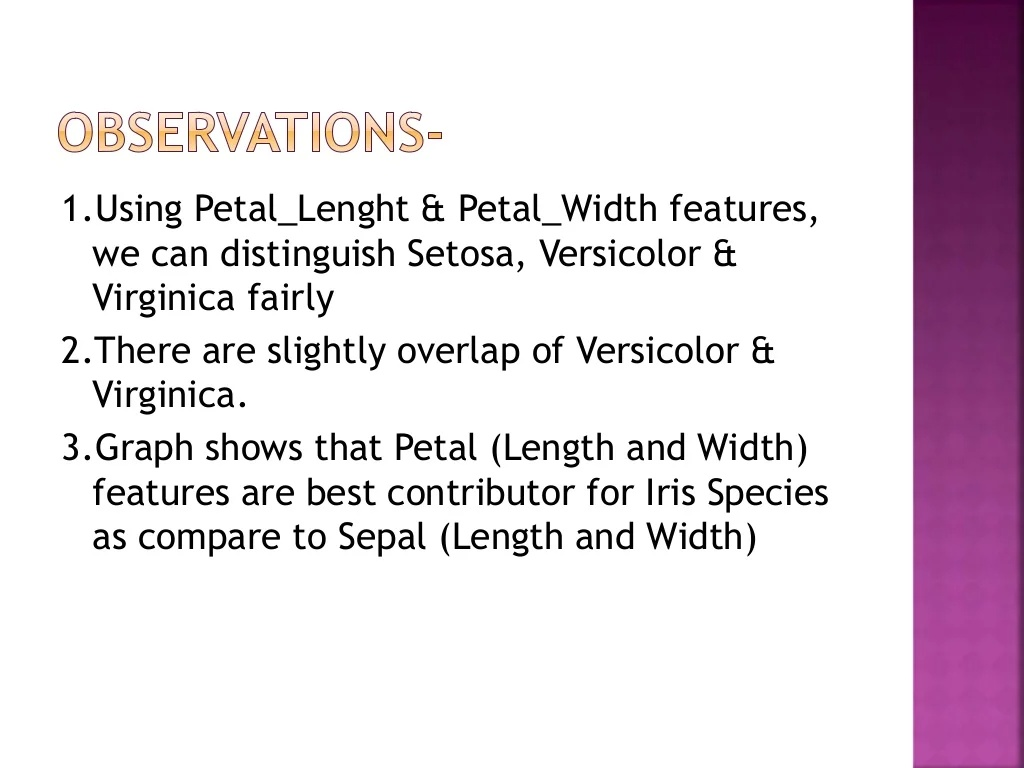 OBSERVATIONS-
1.Using Petal_Lenght & Petal_Width features,
we can distinguish Setosa, Versicolor &
Virginica fairly
2.There are slightly overlap of Versicolor &
Virginica.
3.Graph shows that Petal (Length and Width)
features are best contributor for Iris Species
as compare to Sepal (Length and Width)